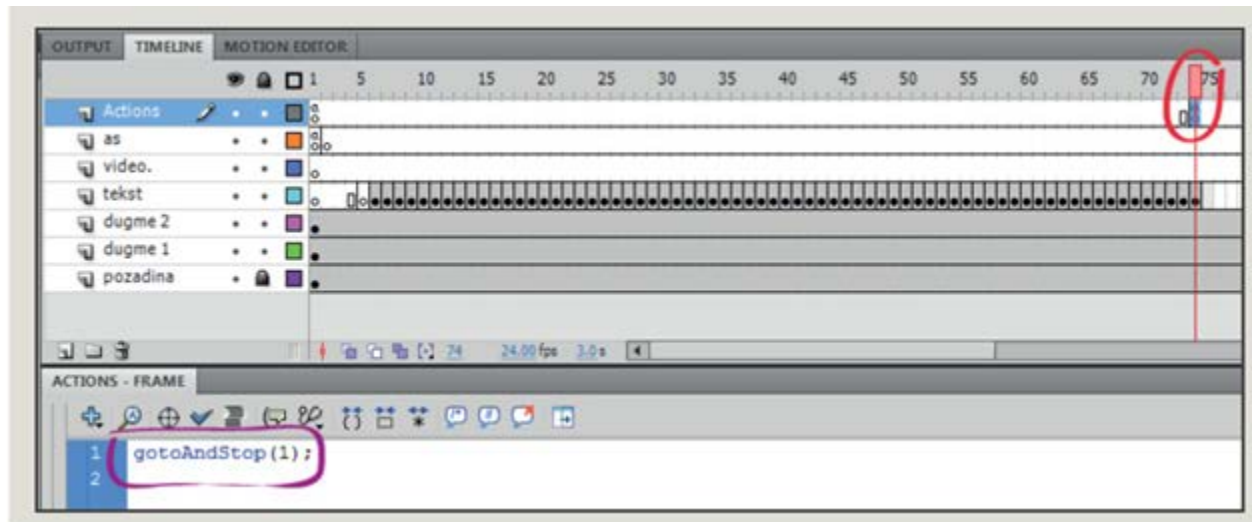 OUTPUT TIMELINE MOTION EDITOR
1 5 10 15 20 25 30 35 40 45 50 55 60 65 70 75
Actions
as
video.
tekst
dugme 2
dugme 1
pozadina
74 24.00 fps 3.0 s
ACTIONS - FRAME
1 gotoAndStop(1);
2